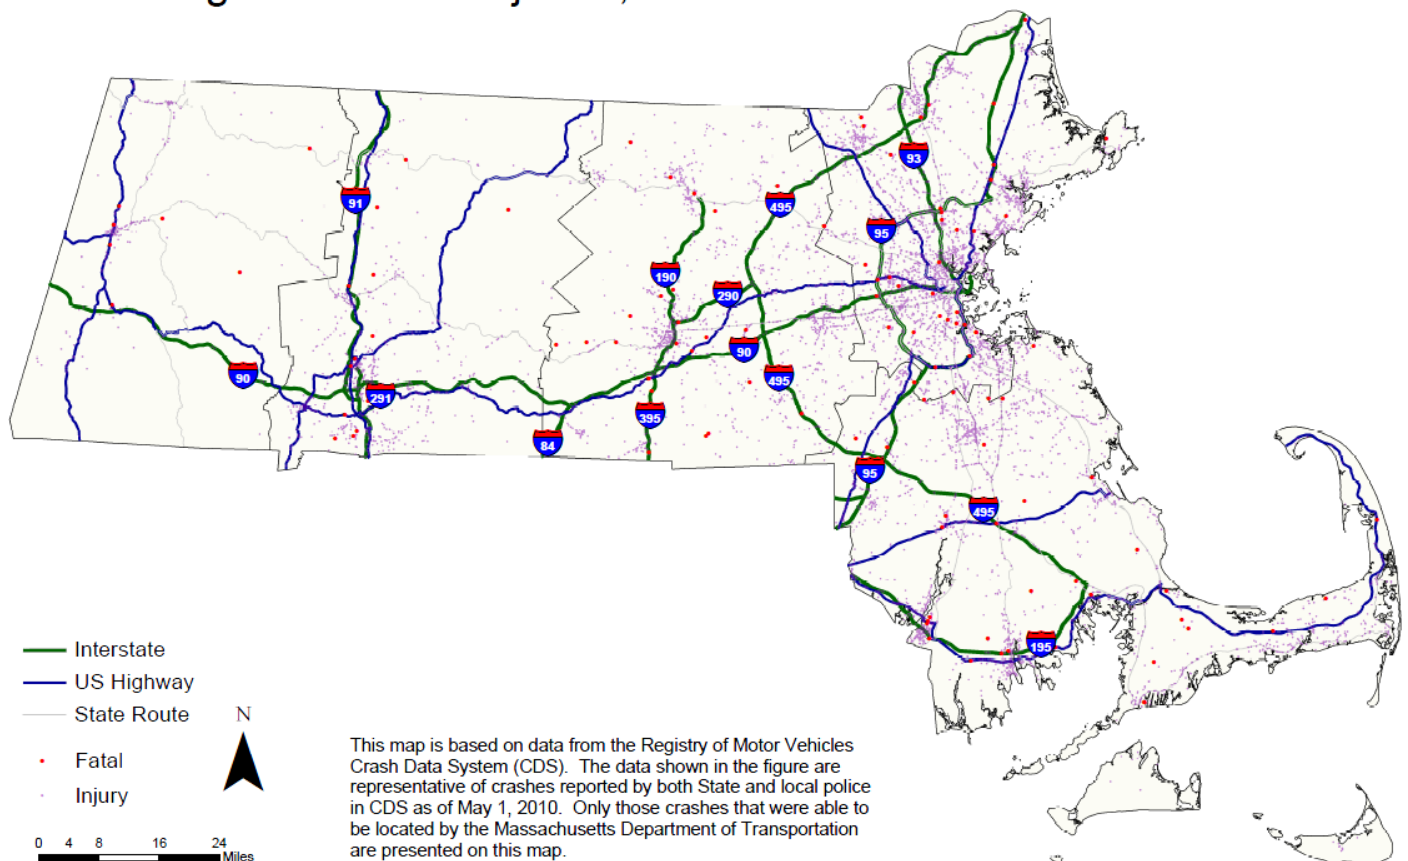 93
91
495
95
190
290
90
90
495
291
395
84
95
495
195
Interstate
US Highway
State Route
N
Fatal
Injury
0 4 8 16 24
Miles
This map is based on data from the Registry of Motor Vehicles
Crash Data System (CDS). The data shown in the figure are
representative of crashes reported by both State and local police
in CDS as of May 1, 2010. Only those crashes that were able to
be located by the Massachusetts Department of Transportation
are presented on this map.